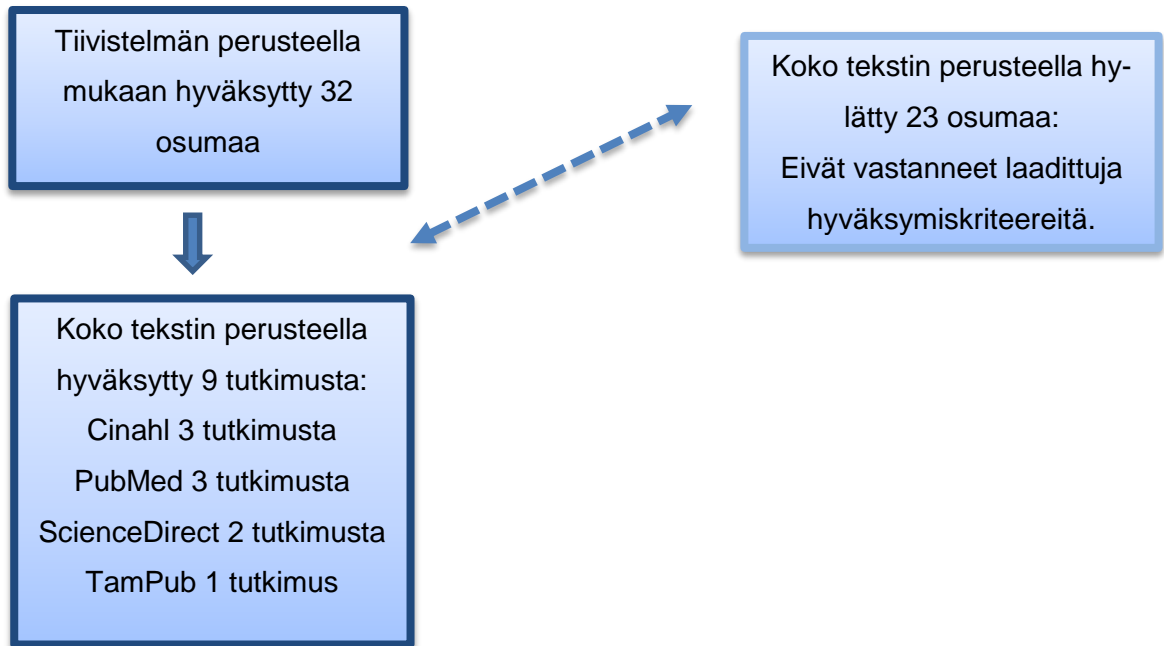 Tiivistelmän perusteella
mukaan hyväksytty 32
osumaa
Koko tekstin perusteella hy-
lätty 23 osumaa:
Eivät vastanneet laadittuja
hyväksymiskriteereitä.
Koko tekstin perusteella
hyväksytty 9 tutkimusta:
Cinahl 3 tutkimusta
PubMed 3 tutkimusta
ScienceDirect 2 tutkimusta
TamPub 1 tutkimus